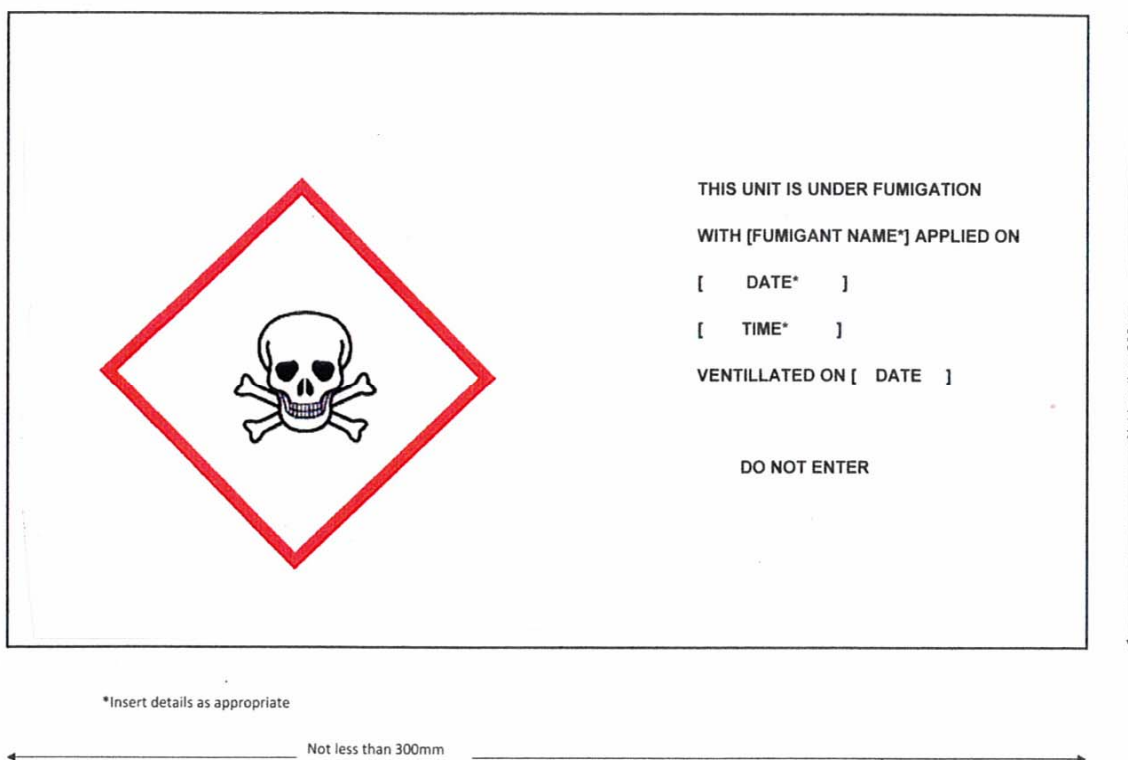 THIS UNIT IS UNDER FUMIGATION
WITH [FUMIGANT NAME*] APPLIED ON
[ DATE* ]
[ TIME* ]
VENTILLATED ON [ DATE ]
DO NOT ENTER
*Insert details as appropriate
Not less than 300mm